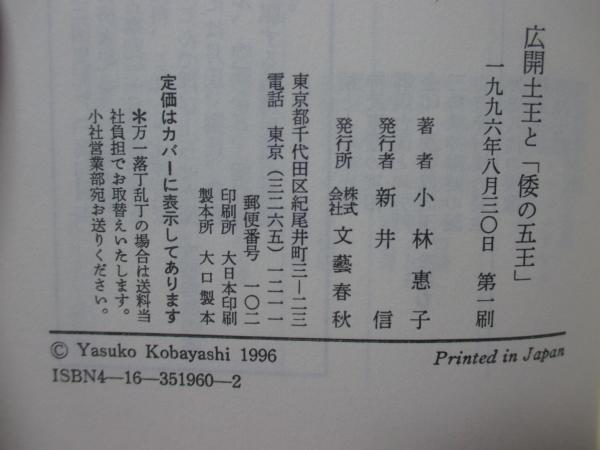 広開土王と「倭の五王」
一九九六年八月三〇日　第一刷
著者　小林惠子
発行者　新井　信
発行所　株式会社　文藝春秋
東京都千代田区紀尾井町三―二三
電話　東京（三二六五）一二一一
郵便番号　一〇二
印刷所　大日本印刷
製本所　大口製本
定価はカバーに表示してあります
＊万一落丁乱丁の場合は送料当
社負担でお取替えいたします。
小社営業部宛お送りください。
© Yasuko Kobayashi 1996
Printed in Japan
ISBN4―16―351960―2